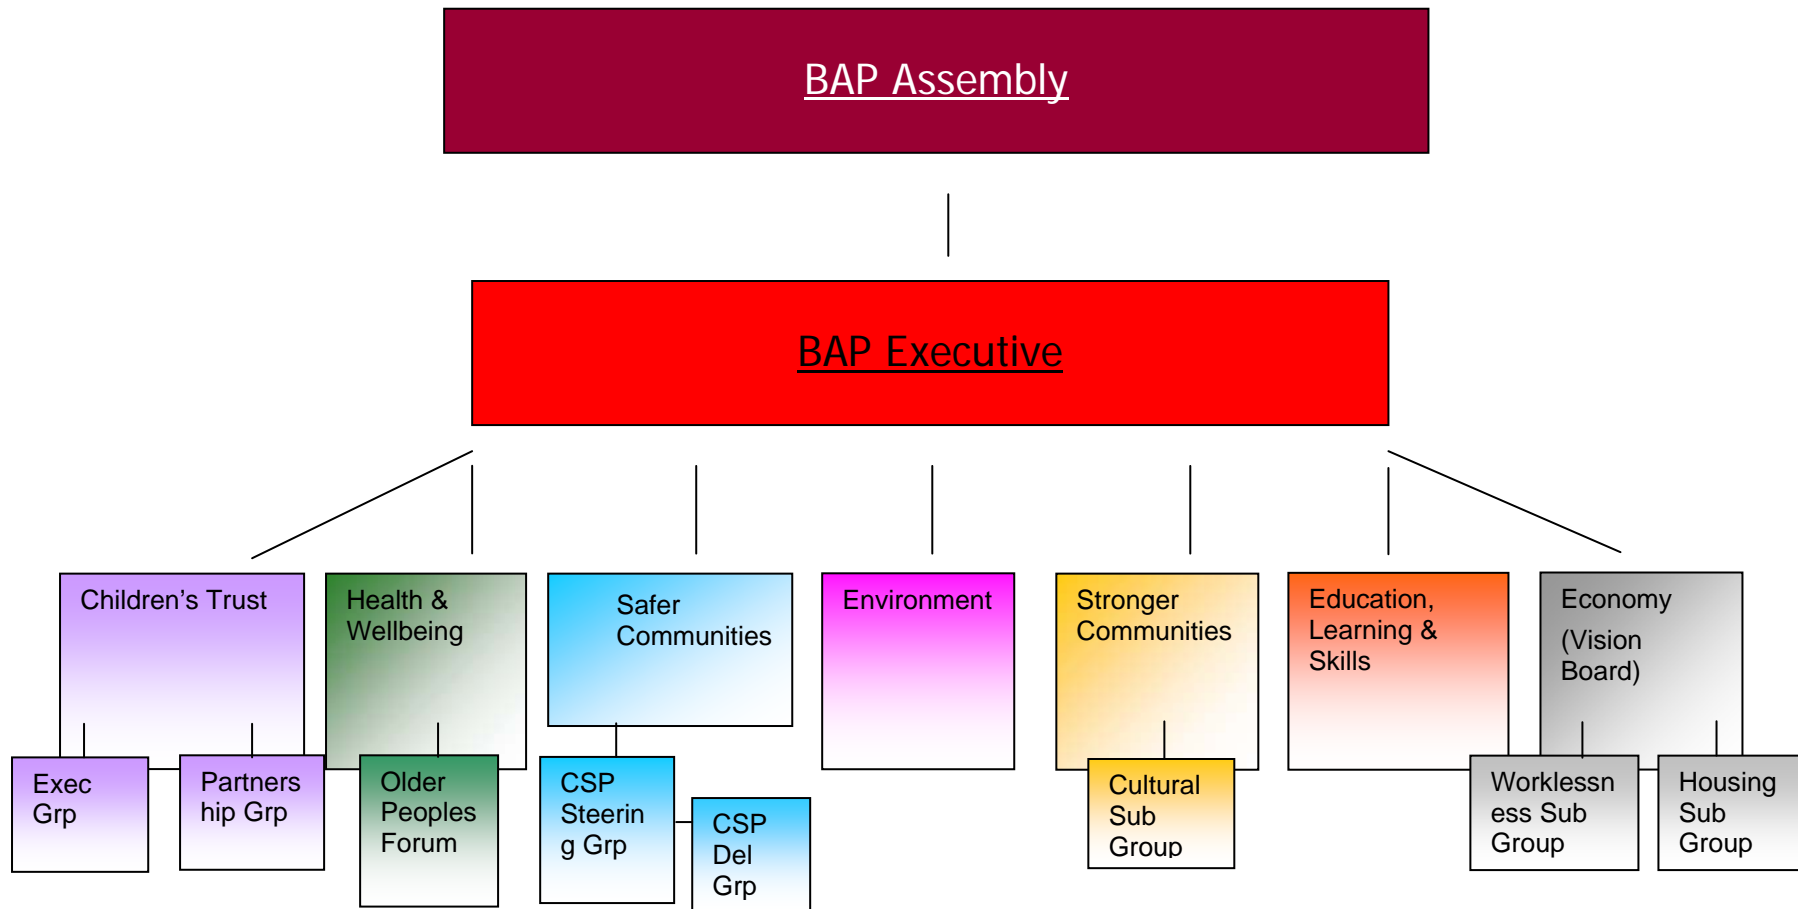 BAP Assembly
BAP Executive
Children’s Trust
Health &
Wellbeing
Safer
Communities
Environment
Stronger
Communities
Education,
Learning &
Skills
Economy
(Vision
Board)
Exec
Grp
Partners
hip Grp
Older
Peoples
Forum
CSP
Steerin
g Grp
CSP
Del
Grp
Cultural
Sub
Group
Worklessn
ess Sub
Group
Housing
Sub
Group